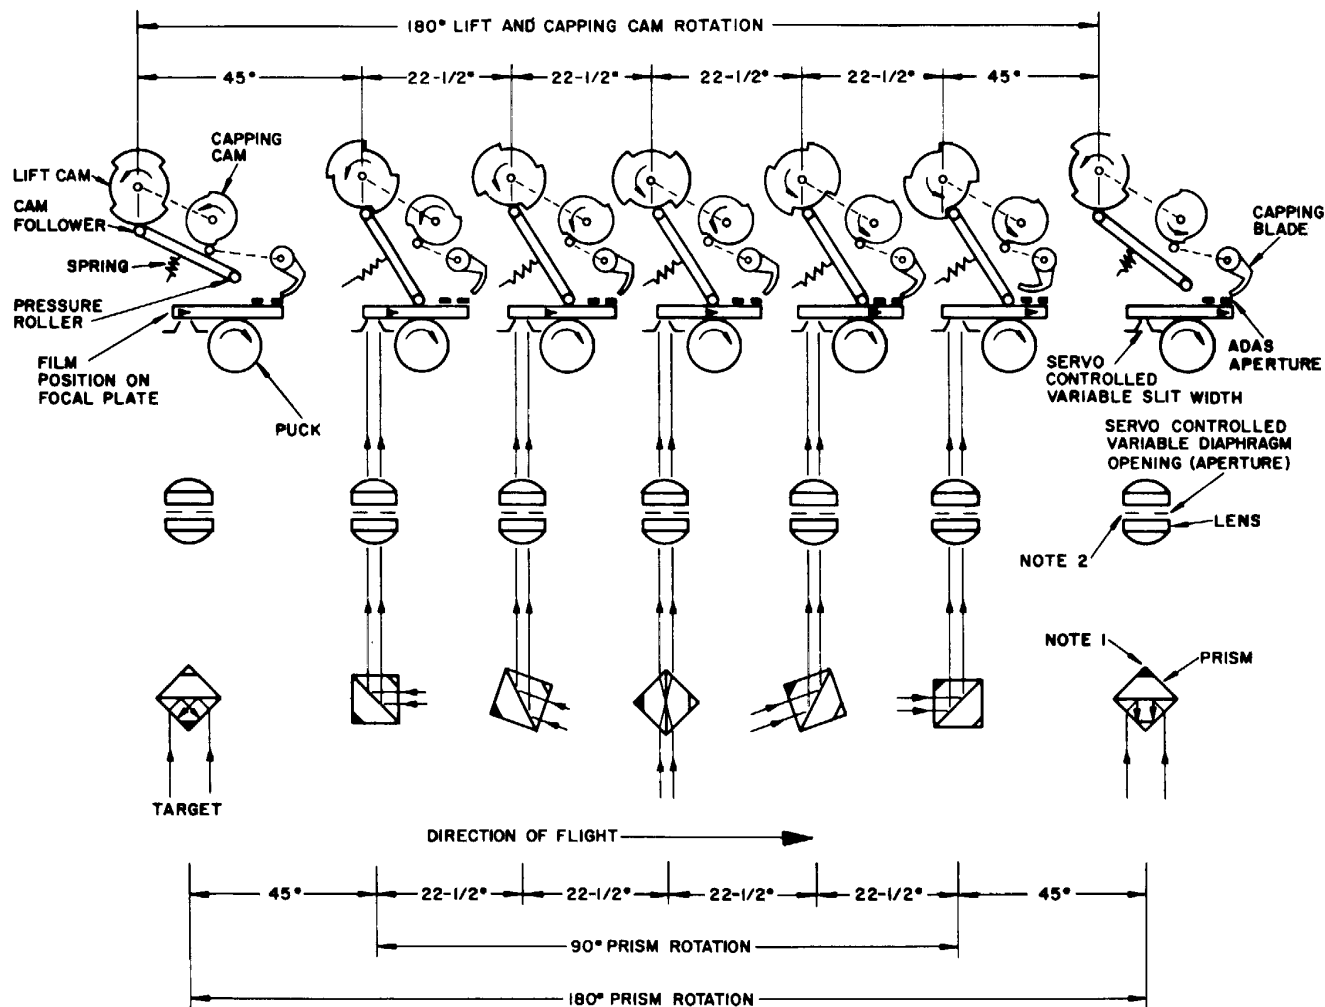 180° LIFT AND CAPPING CAM ROTATION
45° 22-1/2° 22-1/2° 22-1/2° 22-1/2° 45°
CAPPING
CAM
LIFT CAM
CAM
FOLLOWER
SPRING
PRESSURE
ROLLER
FILM
POSITION ON
FOCAL PLATE
PUCK
CAPPING
BLADE
ADAS
APERTURE
SERVO
CONTROLLED
VARIABLE SLIT WIDTH
SERVO CONTROLLED
VARIABLE DIAPHRAGM
OPENING (APERTURE)
LENS
NOTE 2
NOTE 1
PRISM
TARGET
DIRECTION OF FLIGHT
45° 22-1/2° 22-1/2° 22-1/2° 22-1/2° 45°
90° PRISM ROTATION
180° PRISM ROTATION